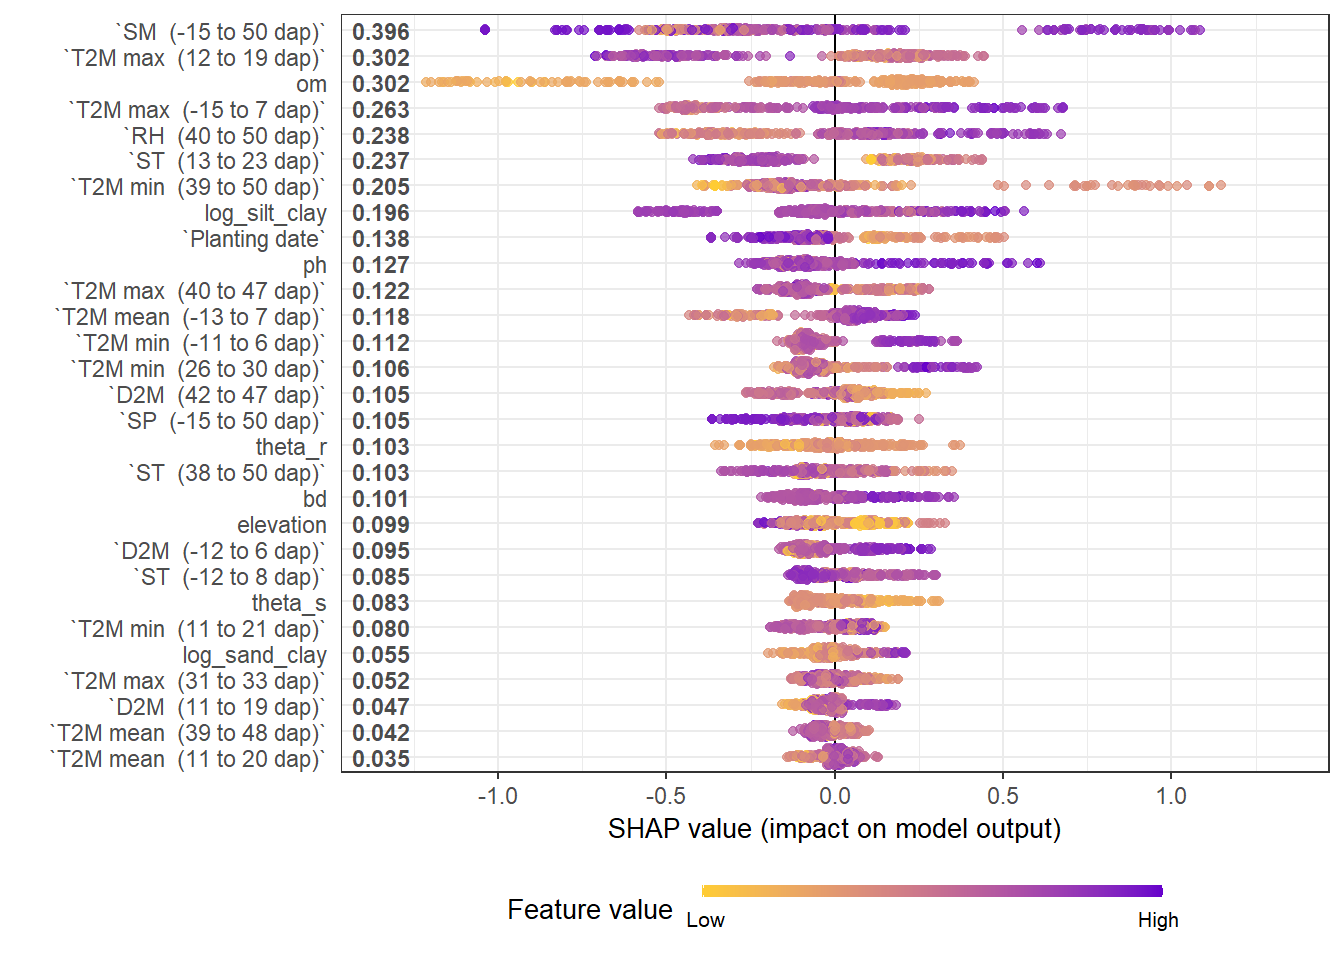 `SM  (-15 to 50 dap)` 0.396
`T2M max  (12 to 19 dap)` 0.302
om 0.302
`T2M max  (-15 to 7 dap)` 0.263
`RH  (40 to 50 dap)` 0.238
`ST  (13 to 23 dap)` 0.237
`T2M min  (39 to 50 dap)` 0.205
log_silt_clay 0.196
`Planting date` 0.138
ph 0.127
`T2M max  (40 to 47 dap)` 0.122
`T2M mean  (-13 to 7 dap)` 0.118
`T2M min  (-11 to 6 dap)` 0.112
`T2M min  (26 to 30 dap)` 0.106
`D2M  (42 to 47 dap)` 0.105
`SP  (-15 to 50 dap)` 0.105
theta_r 0.103
`ST  (38 to 50 dap)` 0.103
bd 0.101
elevation 0.099
`D2M  (-12 to 6 dap)` 0.095
`ST  (-12 to 8 dap)` 0.085
theta_s 0.083
`T2M min  (11 to 21 dap)` 0.080
log_sand_clay 0.055
`T2M max  (31 to 33 dap)` 0.052
`D2M  (11 to 19 dap)` 0.047
`T2M mean  (39 to 48 dap)` 0.042
`T2M mean  (11 to 20 dap)` 0.035
-1.0 -0.5 0.0 0.5 1.0
SHAP value (impact on model output)
Feature value
Low High